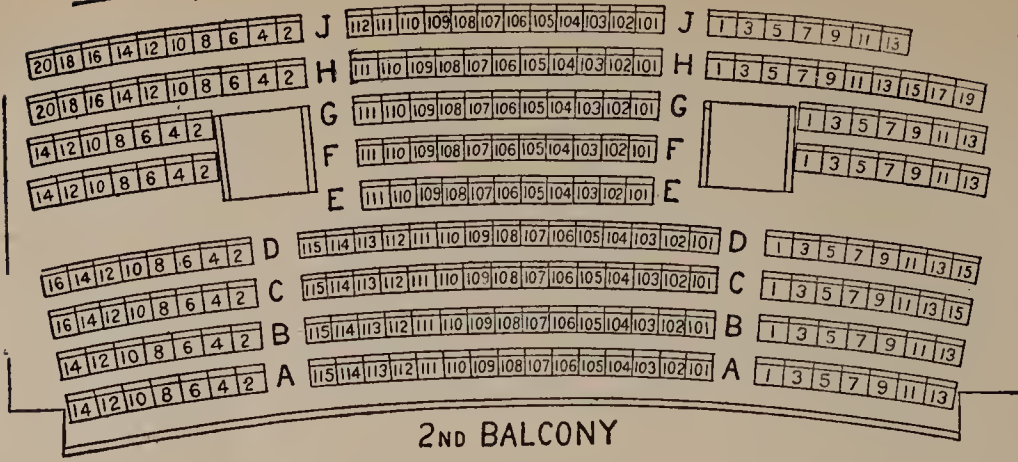 20 18 16 14 12 10 8 6 4 2 J 112 111 110 109 108 107 106 105 104 103 102 101 J 1 3 5 7 9 11 13
20 18 16 14 12 10 8 6 4 2 H 111 110 109 108 107 106 105 104 103 102 101 H 1 3 5 7 9 11 13 15 17 19
14 12 10 8 6 4 2 G 111 110 109 108 107 106 105 104 103 102 101 G 1 3 5 7 9 11 13
14 12 10 8 6 4 2 F 111 110 109 108 107 106 105 104 103 102 101 F 1 3 5 7 9 11 13
E 111 110 109 108 107 106 105 104 103 102 101 E
16 14 12 10 8 16 4 2 D 115 114 113 112 111 110 109 108 107 106 105 104 103 102 101 D 1 3 5 7 9 11 13 15
16 14 12 10 8 6 4 2 C 115 114 113 112 111 110 109 108 107 106 105 104 103 102 101 C 1 3 5 7 9 11 13 15
14 12 10 8 6 4 2 B 115 114 113 112 111 110 109 108 107 106 105 104 103 102 101 B 1 3 5 7 9 11 13
14 12 10 8 6 4 2 A 115 114 113 112 111 110 109 108 107 106 105 104 103 102 101 A 1 3 5 7 9 11 13
2ND BALCONY